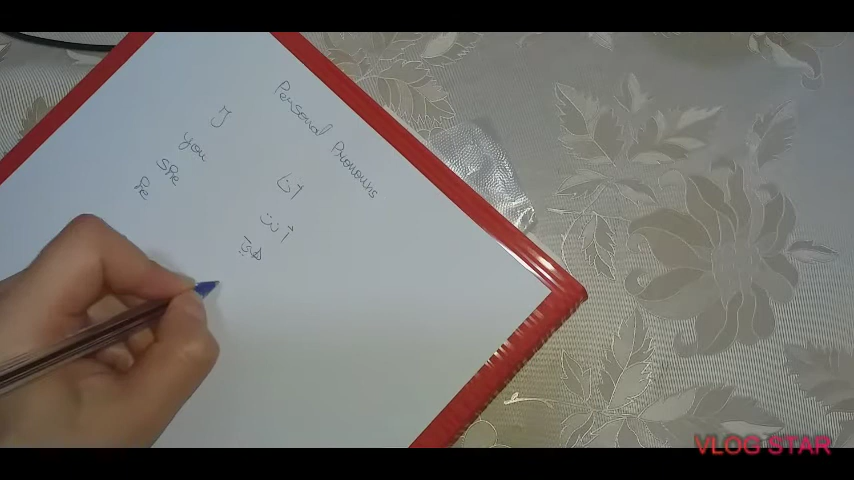 Personal Pronouns
I
أنا
you
أنت
she
هي
he
VLOG STAR